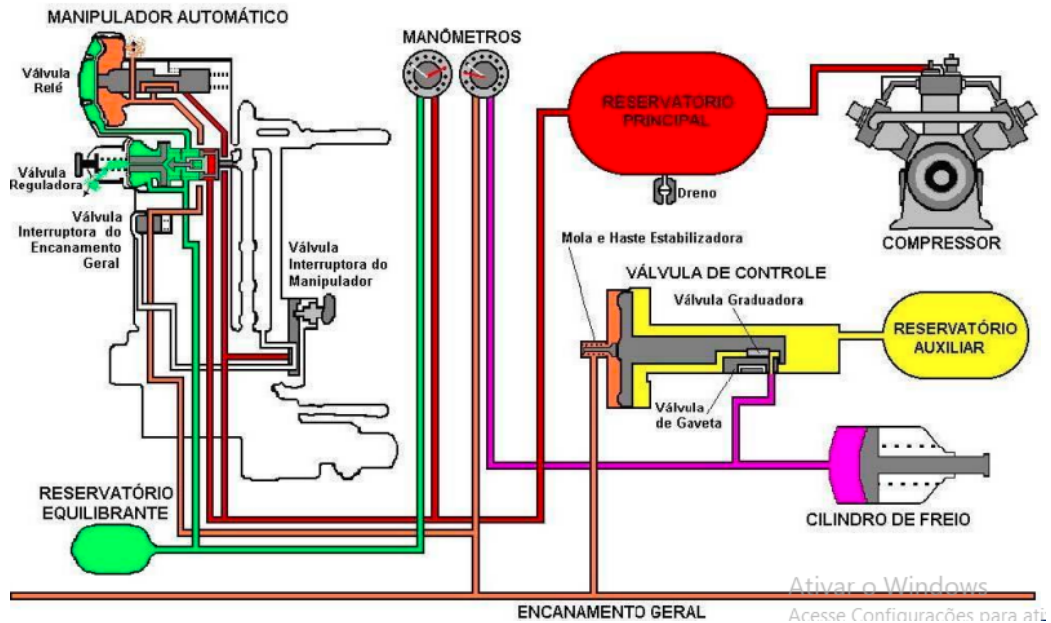 MANIPULADOR AUTOMÁTICO
Válvula
Relé
Válvula
Reguladora
Válvula
Interruptora do
Encanamento
Geral
Válvula
Interruptora do
Manipulador
MANÔMETROS
RESERVATÓRIO
PRINCIPAL
Dreno
COMPRESSOR
Mola e Haste Estabilizadora
VÁLVULA DE CONTROLE
Válvula Graduadora
RESERVATÓRIO
AUXILIAR
Válvula
de Gaveta
CILINDRO DE FREIO
RESERVATÓRIO
EQUILIBRANTE
ENCANAMENTO GERAL
Ativar o Windows
Acesse Configurações para ati